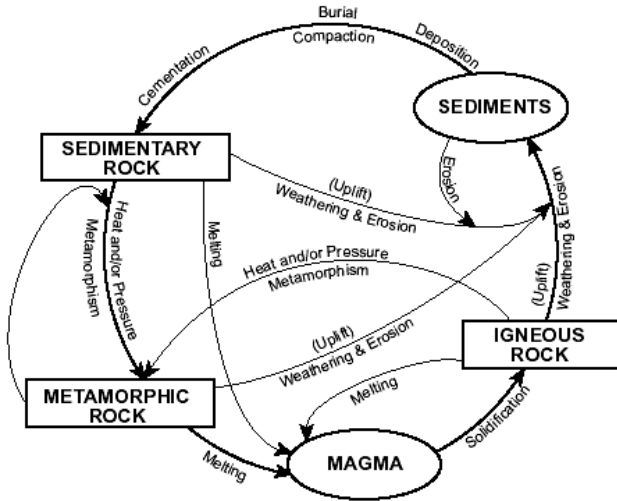 Burial
Compaction
Deposition
Cementation
SEDIMENTS
SEDIMENTARY
ROCK
Erosion
(Uplift)
Weathering & Erosion
Melting
Heat and/or Pressure
Metamorphism
Heat and/or Pressure
Metamorphism
(Uplift)
Weathering & Erosion
(Uplift)
Weathering & Erosion
IGNEOUS
ROCK
METAMORPHIC
ROCK
Melting
Solidification
Melting
MAGMA